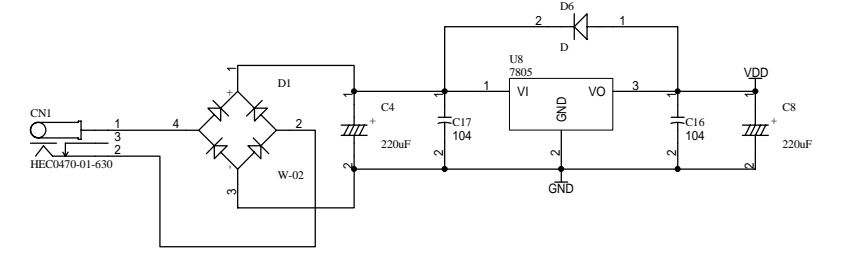 D6
2
1
D
U8
7805
VDD
1
D1
1
1
VI
VO
3
1
1
+
CN1
C4
C17
104
GND
C16
104
C8
1
4
2
+
+
3
2
220uF
220uF
HEC0470-01-630
-
W-02
3
2
2
2
2
2
GND